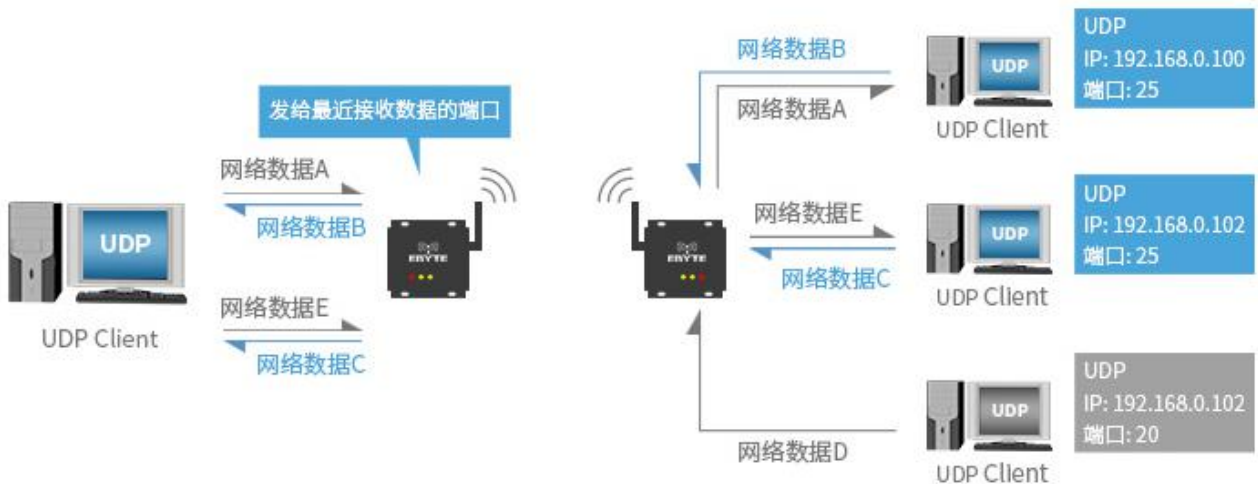 发给最近接收数据的端口
网络数据A
网络数据B
UDP
网络数据E
网络数据C
UDP Client
EBYTE
EBYTE
网络数据B
网络数据A
UDP
UDP Client
UDP
IP: 192.168.0.100
端口: 25
网络数据E
网络数据C
UDP
UDP Client
UDP
IP: 192.168.0.102
端口: 25
网络数据D
UDP
UDP Client
UDP
IP: 192.168.0.102
端口: 20